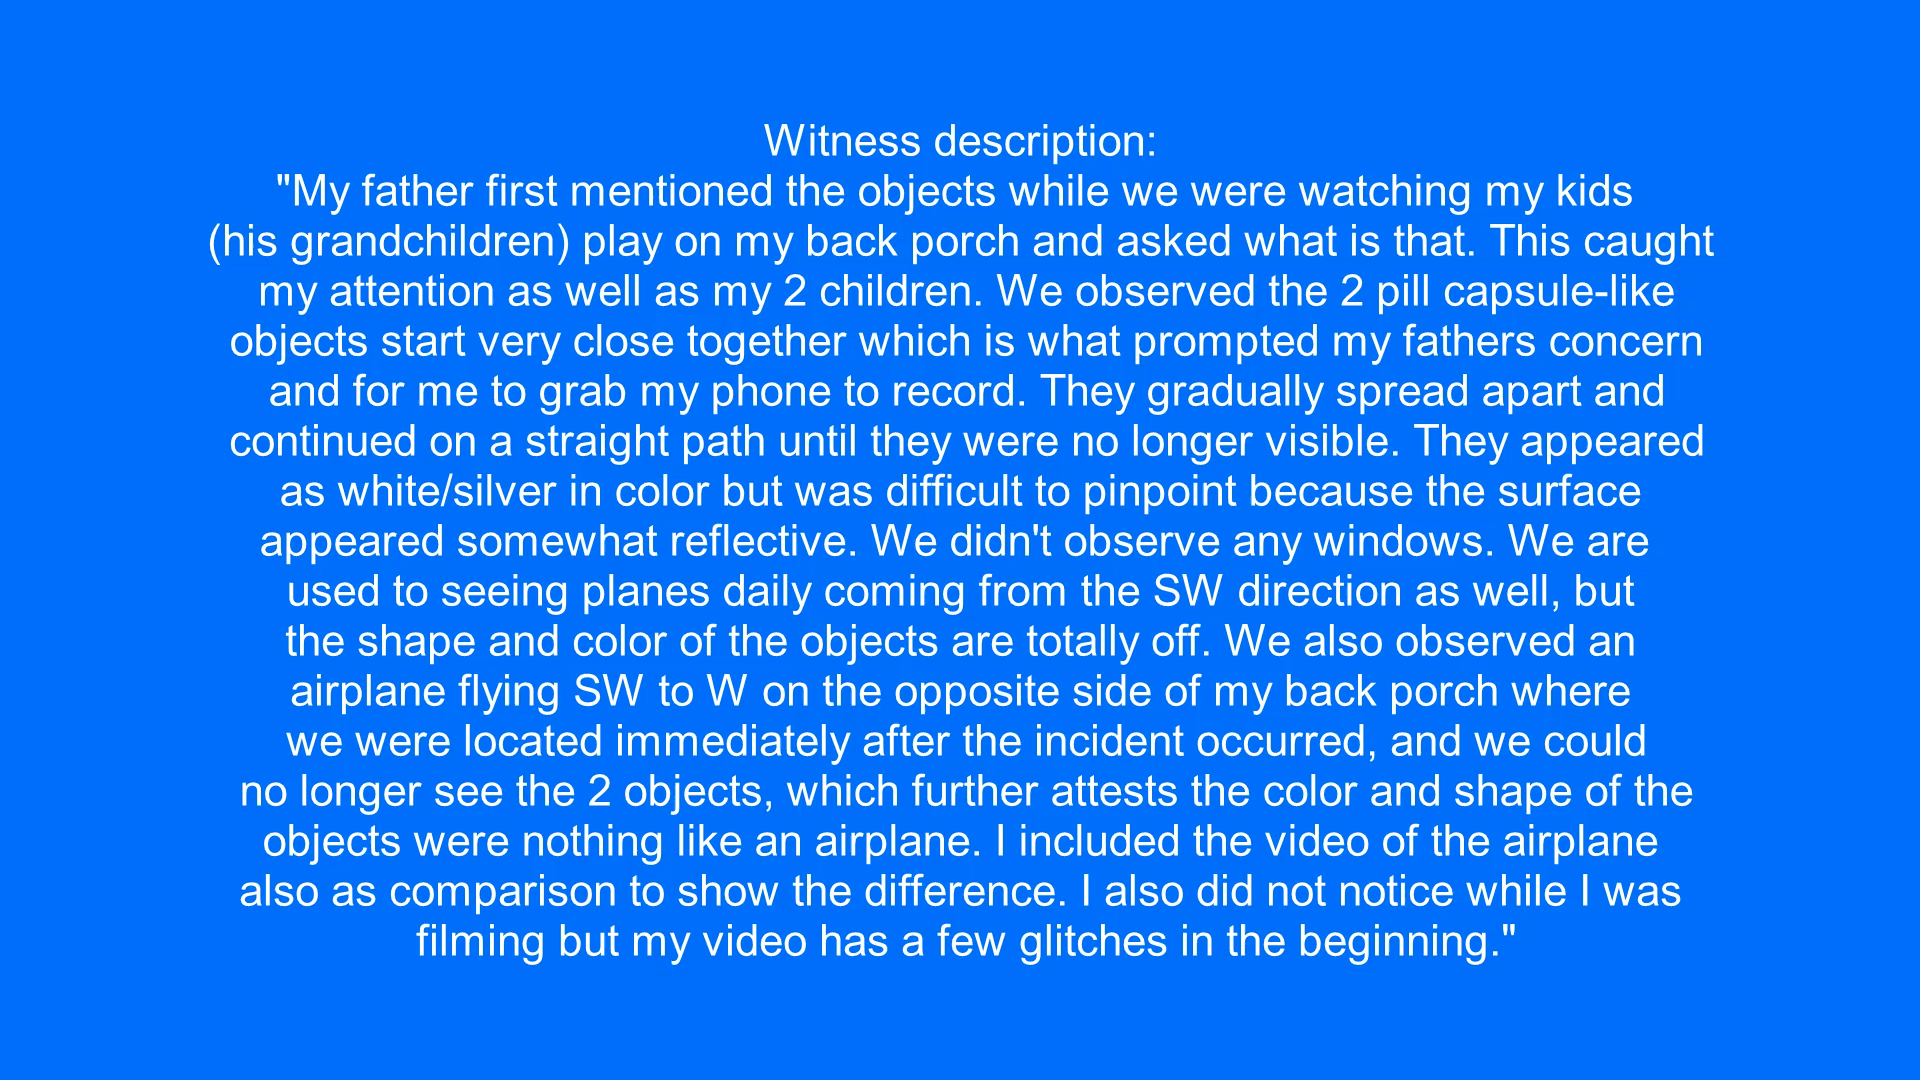 Witness description:
"My father first mentioned the objects while we were watching my kids
(his grandchildren) play on my back porch and asked what is that. This caught
my attention as well as my 2 children. We observed the 2 pill capsule-like
objects start very close together which is what prompted my fathers concern
and for me to grab my phone to record. They gradually spread apart and
continued on a straight path until they were no longer visible. They appeared
as white/silver in color but was difficult to pinpoint because the surface
appeared somewhat reflective. We didn't observe any windows. We are
used to seeing planes daily coming from the SW direction as well, but
the shape and color of the objects are totally off. We also observed an
airplane flying SW to W on the opposite side of my back porch where
we were located immediately after the incident occurred, and we could
no longer see the 2 objects, which further attests the color and shape of the
objects were nothing like an airplane. I included the video of the airplane
also as comparison to show the difference. I also did not notice while I was
filming but my video has a few glitches in the beginning."